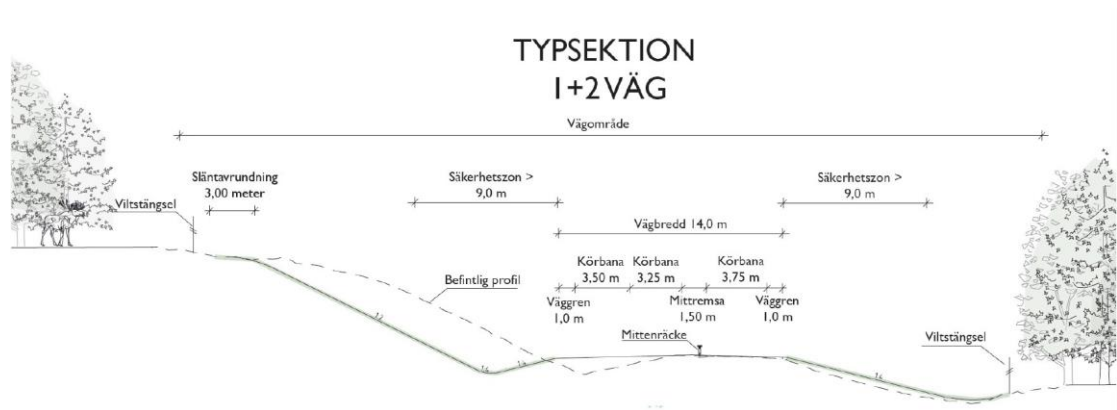 TYPSEKTION
1+2 VÄG
Vägområde
Släntavrundning
3,00 meter
Säkerhetszon >
9,0 m
Säkerhetszon >
9,0 m
Viltstängsel
Vägbredd 14,0 m
Körbana
3,50 m
Körbana
3,25 m
Körbana
3,75 m
Befintlig profil
Väggren
1,0 m
Mittremsa
1,50 m
Väggren
1,0 m
Mittenräcke
Viltstängsel